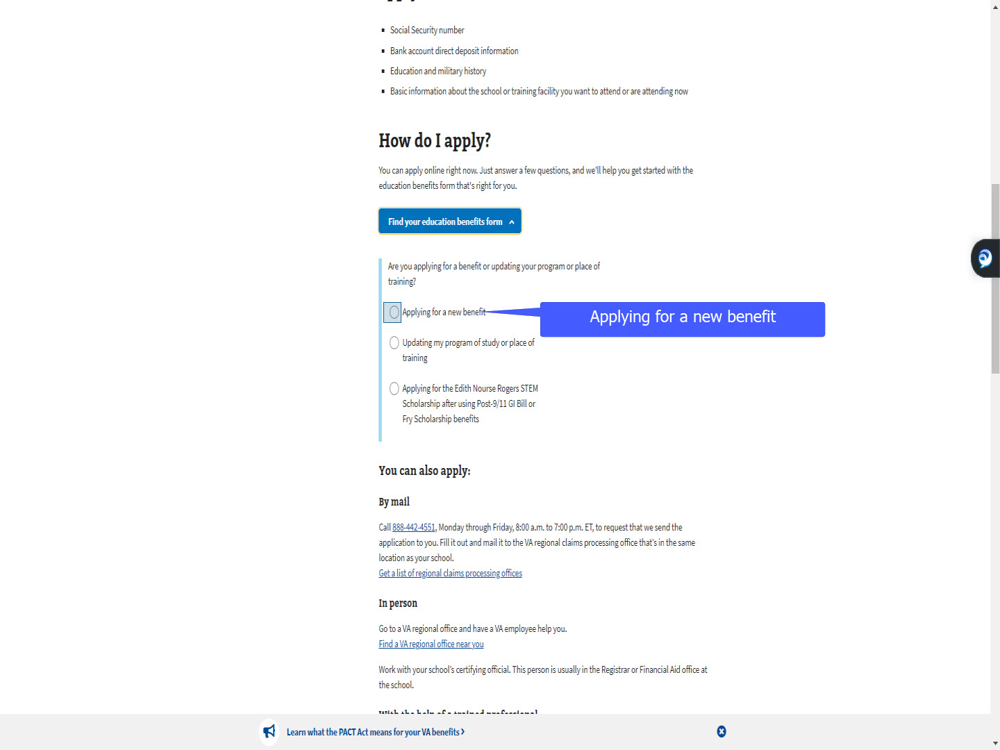 Social Security number
Bank account direct deposit information
Education and military history
Basic information about the school or training facility you want to attend or are attending now
How do I apply?
You can apply online right now. Just answer a few questions, and we'll help you get started with the
education benefits form that's right for you.
Find your education benefits form
Are you applying for a benefit or updating your program or place of
training?
Applying for a new benefit
Applying for a new benefit
Updating my program of study or place of
training
Applying for the Edith Nourse Rogers STEM
Scholarship after using Post-9/11 GI Bill or
Fry Scholarship benefits
You can also apply:
By mail
Call 888-442-4551, Monday through Friday, 8:00 a.m. to 7:00 p.m. ET, to request that we send the
application to you. Fill it out and mail it to the VA regional claims processing office that’s in the same
location as your school.
Get a list of regional claims processing offices
In person
Go to a VA regional office and have a VA employee help you.
Find a VA regional office near you
Work with your school’s certifying official. This person is usually in the Registrar or Financial Aid office at
the school.
With the help of a trained professional
Learn what the PACT Act means for your VA benefits